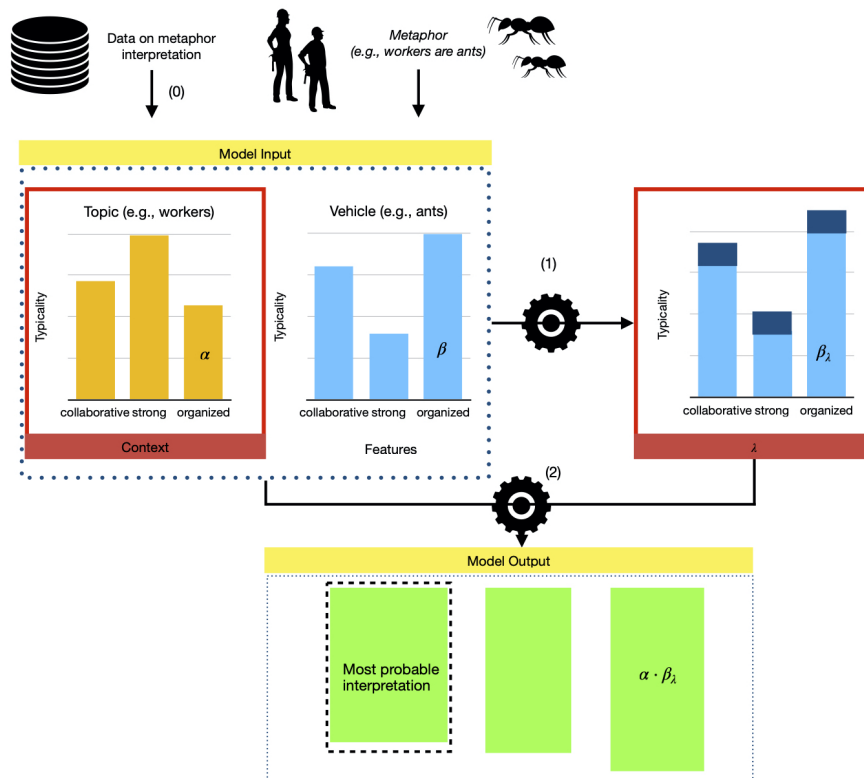 Data on metaphor
interpretation
(0)
Metaphor
(e.g., workers are ants)
Model Input
Topic (e.g., workers)
Typicality
α
collaborative strong organized
Context
Vehicle (e.g., ants)
Typicality
β
collaborative strong organized
Features
(1)
Typicality
βλ
collaborative strong organized
λ
(2)
Model Output
Most probable
interpretation
α · βλ